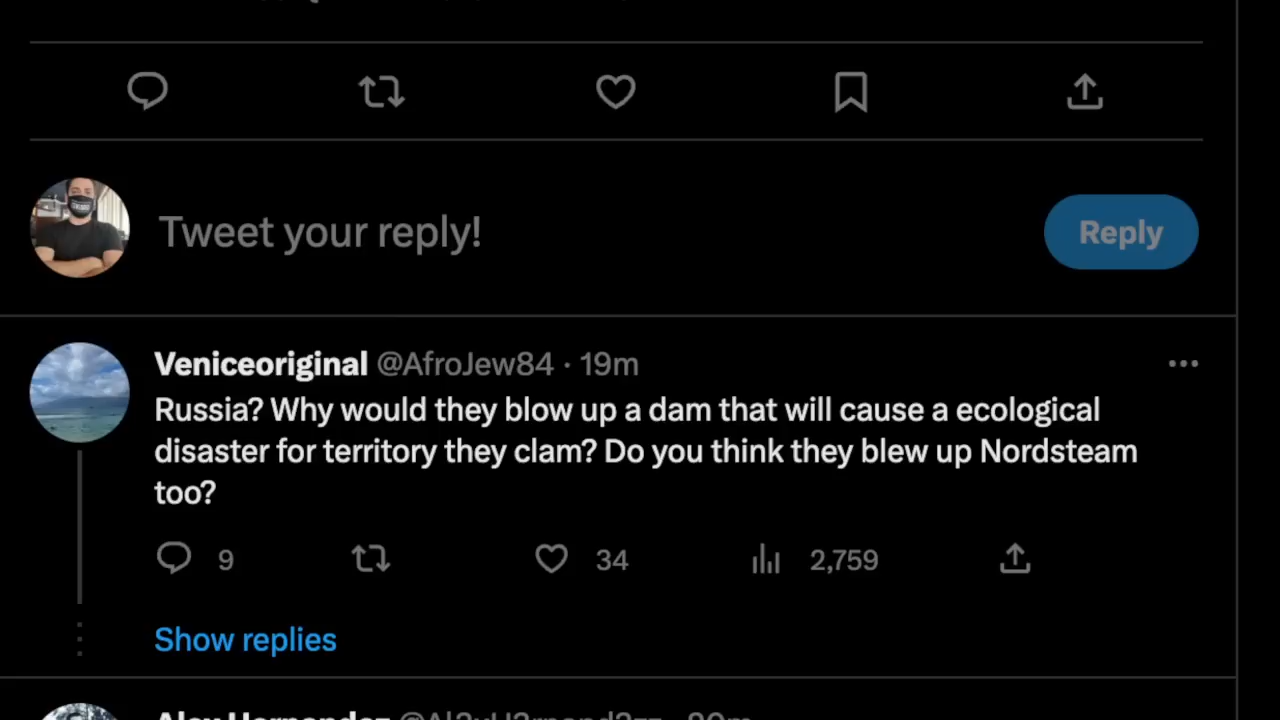 Tweet your reply!
Reply
Veniceoriginal @AfroJew84 · 19m
Russia? Why would they blow up a dam that will cause a ecological
disaster for territory they clam? Do you think they blew up Nordsteam
too?
9 34 2,759
Show replies